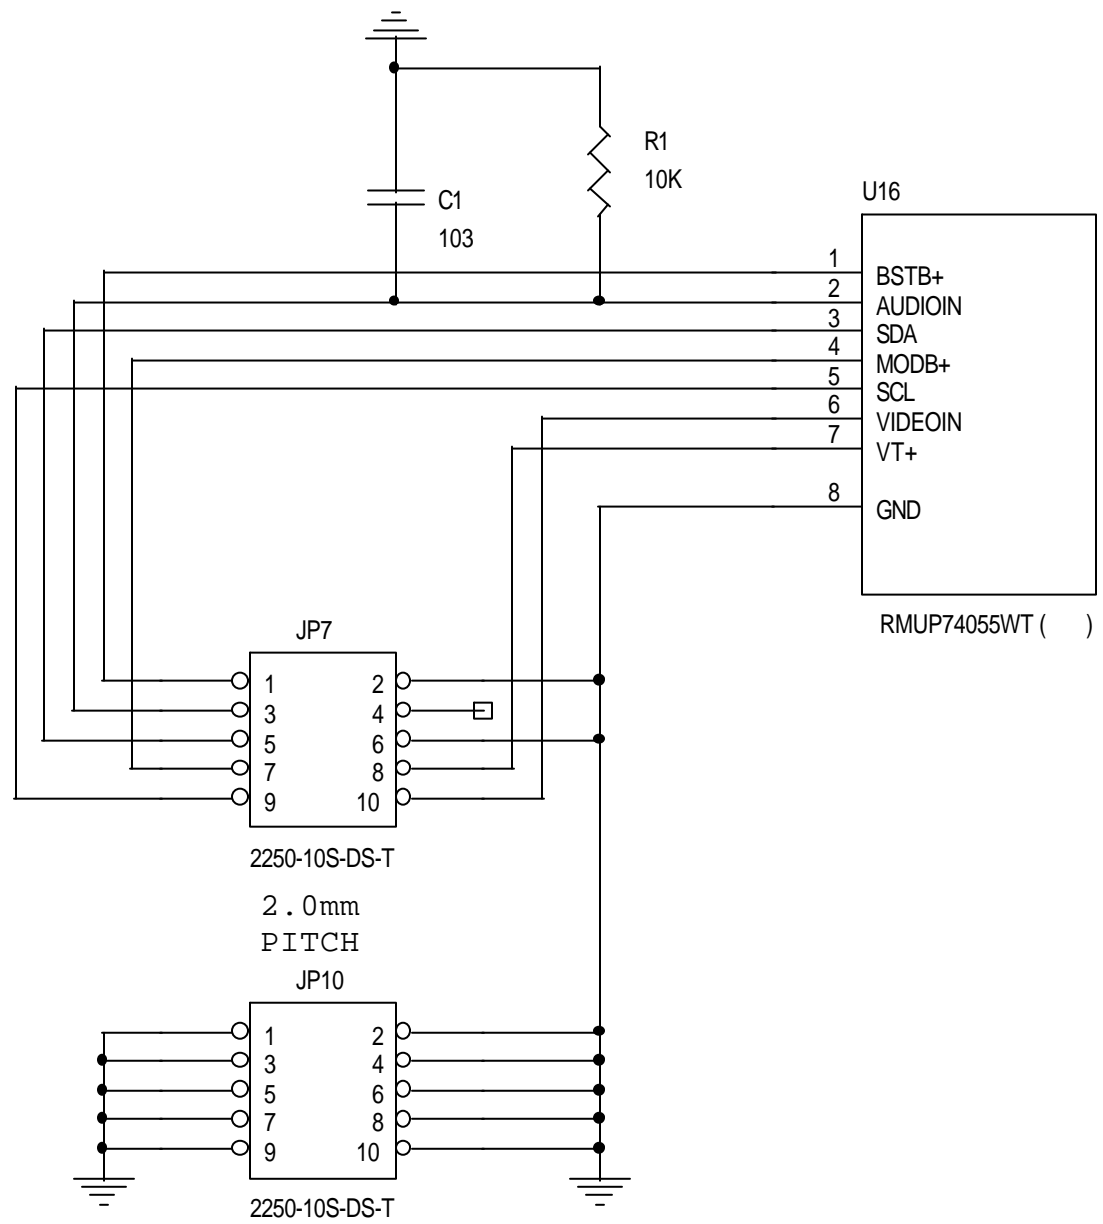 R1
10K
C1
103
U16
1 BSTB+
2 AUDIOIN
3 SDA
4 MODB+
5 SCL
6 VIDEOIN
7 VT+
8 GND
RMUP74055WT ( )
JP7
1 2
3 4
5 6
7 8
9 10
2250-10S-DS-T
2.0mm
PITCH
JP10
1 2
3 4
5 6
7 8
9 10
2250-10S-DS-T